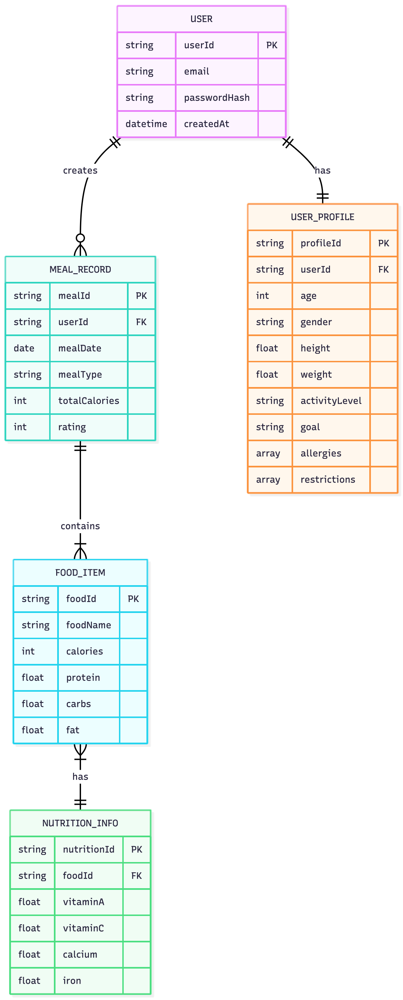 USER
string userId PK
string email
string passwordHash
datetime createdAt
creates
has
USER_PROFILE
string profileId PK
string userId FK
int age
string gender
float height
float weight
string activityLevel
string goal
array allergies
array restrictions
MEAL_RECORD
string mealId PK
string userId FK
date mealDate
string mealType
int totalCalories
int rating
contains
FOOD_ITEM
string foodId PK
string foodName
int calories
float protein
float carbs
float fat
has
NUTRITION_INFO
string nutritionId PK
string foodId FK
float vitaminA
float vitaminC
float calcium
float iron